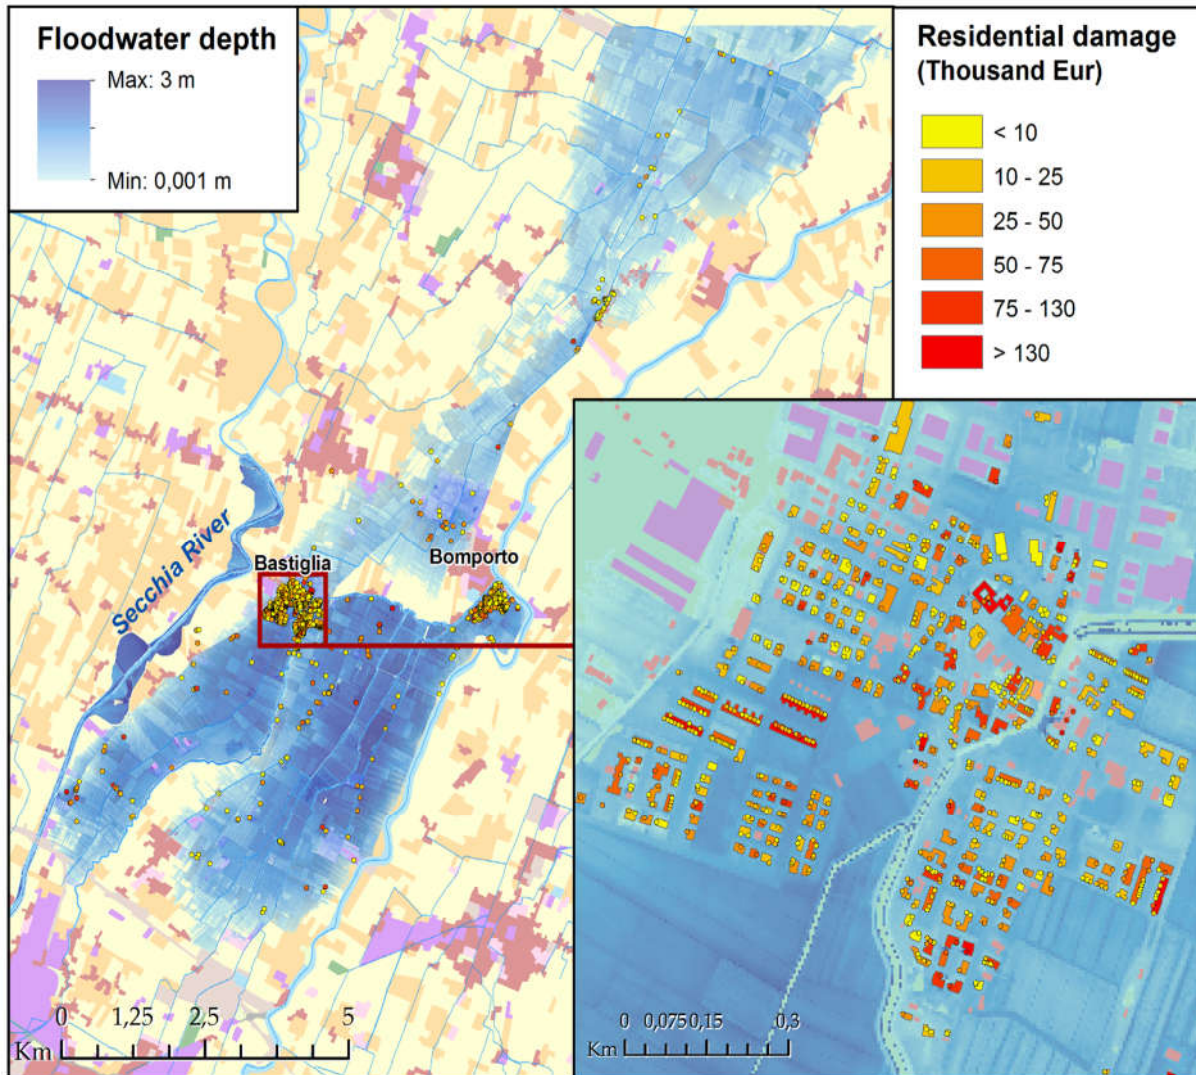 Floodwater depth
Max: 3 m
Min: 0,001 m
Residential damage
(Thousand Eur)
< 10
10 - 25
25 - 50
50 - 75
75 - 130
> 130
Secchia River
Bastiglia
Bomporto
0 1,25 2,5 5
Km
0 0,075 0,15 0,3
Km